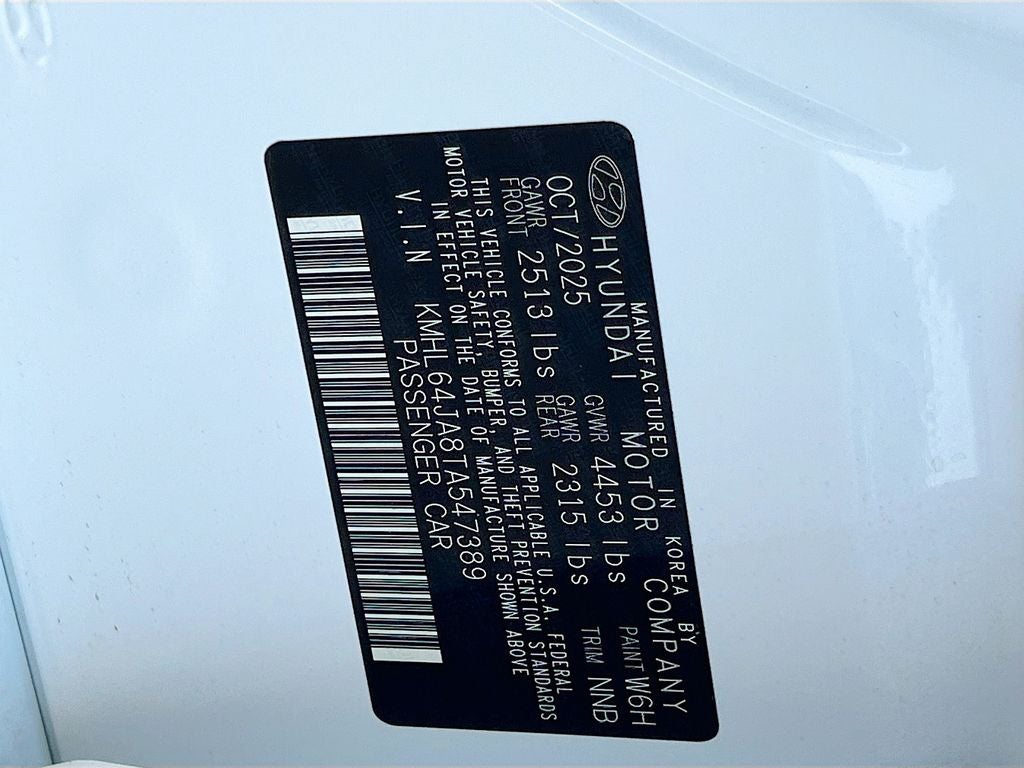 MANUFACTURED IN KOREA BY
HYUNDAI MOTOR COMPANY
OCT/2025 GVWR 4453 lbs PAINT W6H
GAWR FRONT 2513 lbs GAWR REAR 2315 lbs TRIM NNB
THIS VEHICLE CONFORMS TO ALL APPLICABLE U.S.A. FEDERAL
MOTOR VEHICLE SAFETY, BUMPER, AND THEFT PREVENTION STANDARDS
IN EFFECT ON THE DATE OF MANUFACTURE SHOWN ABOVE
V.I.N KMHL64JA8TA547389
PASSENGER CAR